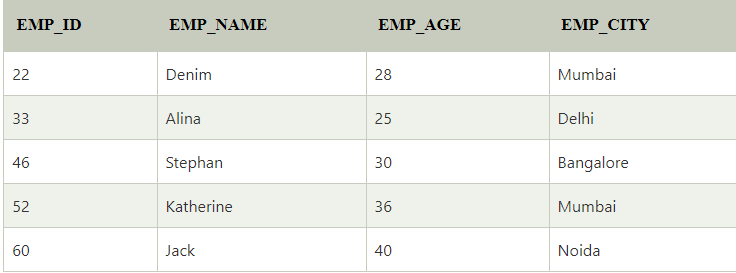 EMP_ID EMP_NAME EMP_AGE EMP_CITY
22 Denim 28 Mumbai
33 Alina 25 Delhi
46 Stephan 30 Bangalore
52 Katherine 36 Mumbai
60 Jack 40 Noida